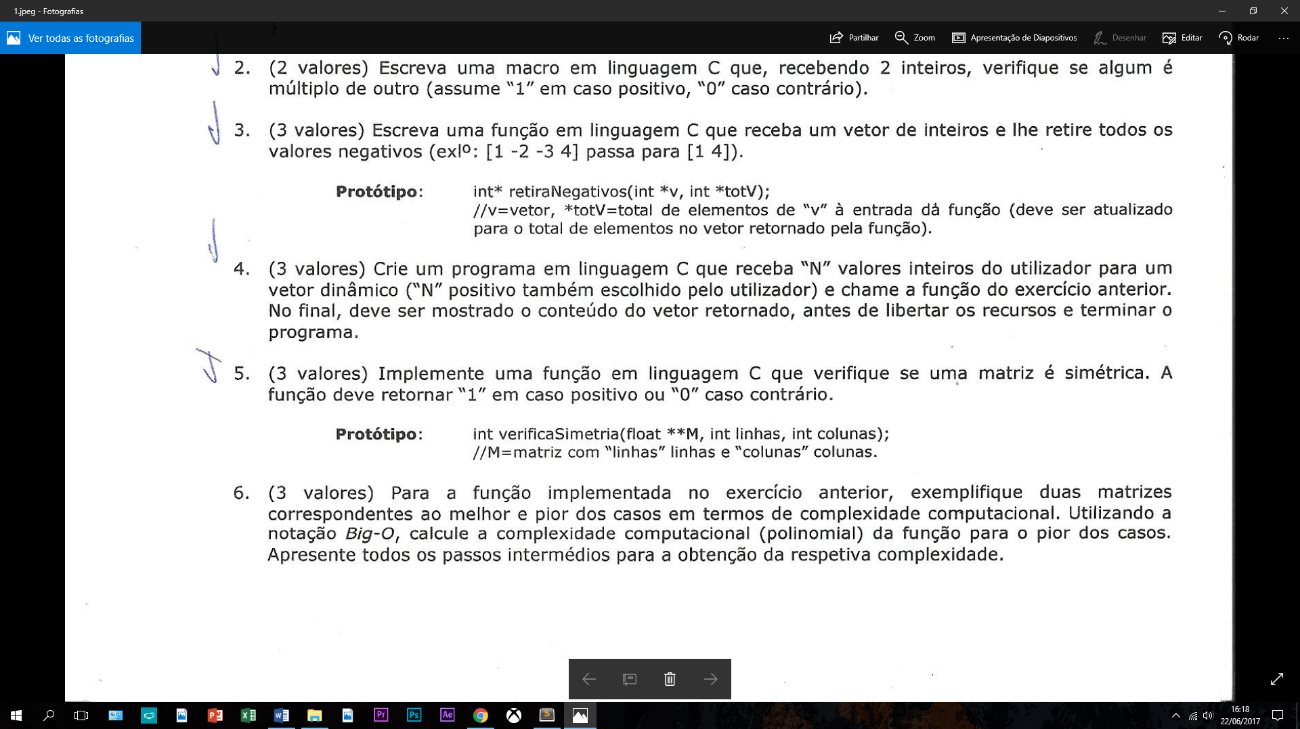 1.jpeg - Fotografias
Ver todas as fotografias
Partilhar
Zoom
Apresentação de Diapositivos
Desenhar
Editar
Rodar
2. (2 valores) Escreva uma macro em linguagem C que, recebendo 2 inteiros, verifique se algum é
múltiplo de outro (assume “1” em caso positivo, “0” caso contrário).
3. (3 valores) Escreva uma função em linguagem C que receba um vetor de inteiros e lhe retire todos os
valores negativos (exlº: [1 -2 -3 4] passa para [1 4]).
Protótipo: int* retiraNegativos(int *v, int *totV);
//v=vetor, *totV=total de elementos de “v” à entrada da função (deve ser atualizado
para o total de elementos no vetor retornado pela função).
4. (3 valores) Crie um programa em linguagem C que receba “N” valores inteiros do utilizador para um
vetor dinâmico (“N” positivo também escolhido pelo utilizador) e chame a função do exercício anterior.
No final, deve ser mostrado o conteúdo do vetor retornado, antes de libertar os recursos e terminar o
programa.
5. (3 valores) Implemente uma função em linguagem C que verifique se uma matriz é simétrica. A
função deve retornar “1” em caso positivo ou “0” caso contrário.
Protótipo: int verificaSimetria(float **M, int linhas, int colunas);
//M=matriz com “linhas” linhas e “colunas” colunas.
6. (3 valores) Para a função implementada no exercício anterior, exemplifique duas matrizes
correspondentes ao melhor e pior dos casos em termos de complexidade computacional. Utilizando a
notação Big-O, calcule a complexidade computacional (polinomial) da função para o pior dos casos.
Apresente todos os passos intermédios para a obtenção da respetiva complexidade.
Pr
Ps
Ae
16:18
22/06/2017